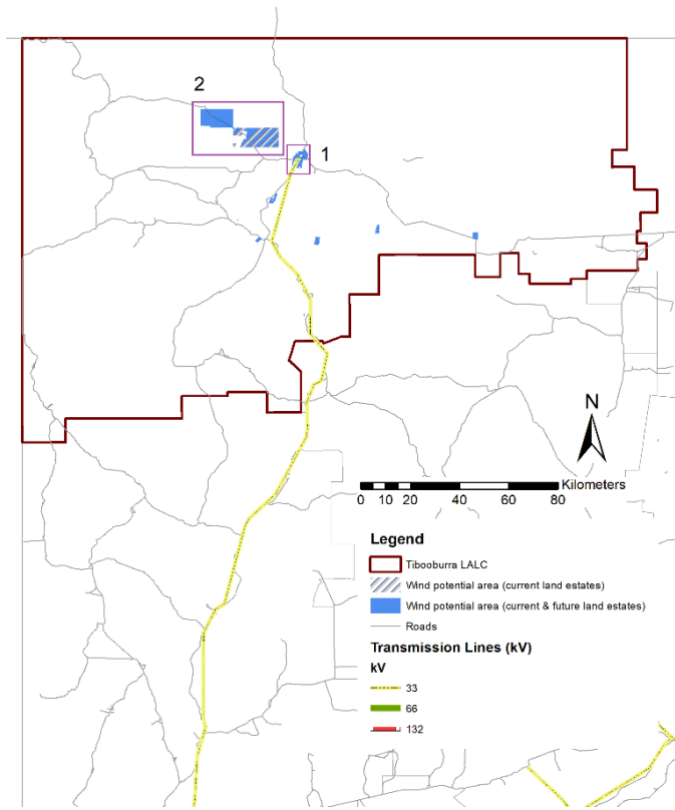 2
1
N
Kilometers
0 5 10 20 40 60 80
Legend
Tibooburra LALC
Wind potential area (current land estates)
Wind potential area (current & future land estates)
Roads
Transmission Lines (kV)
kV
33
66
132